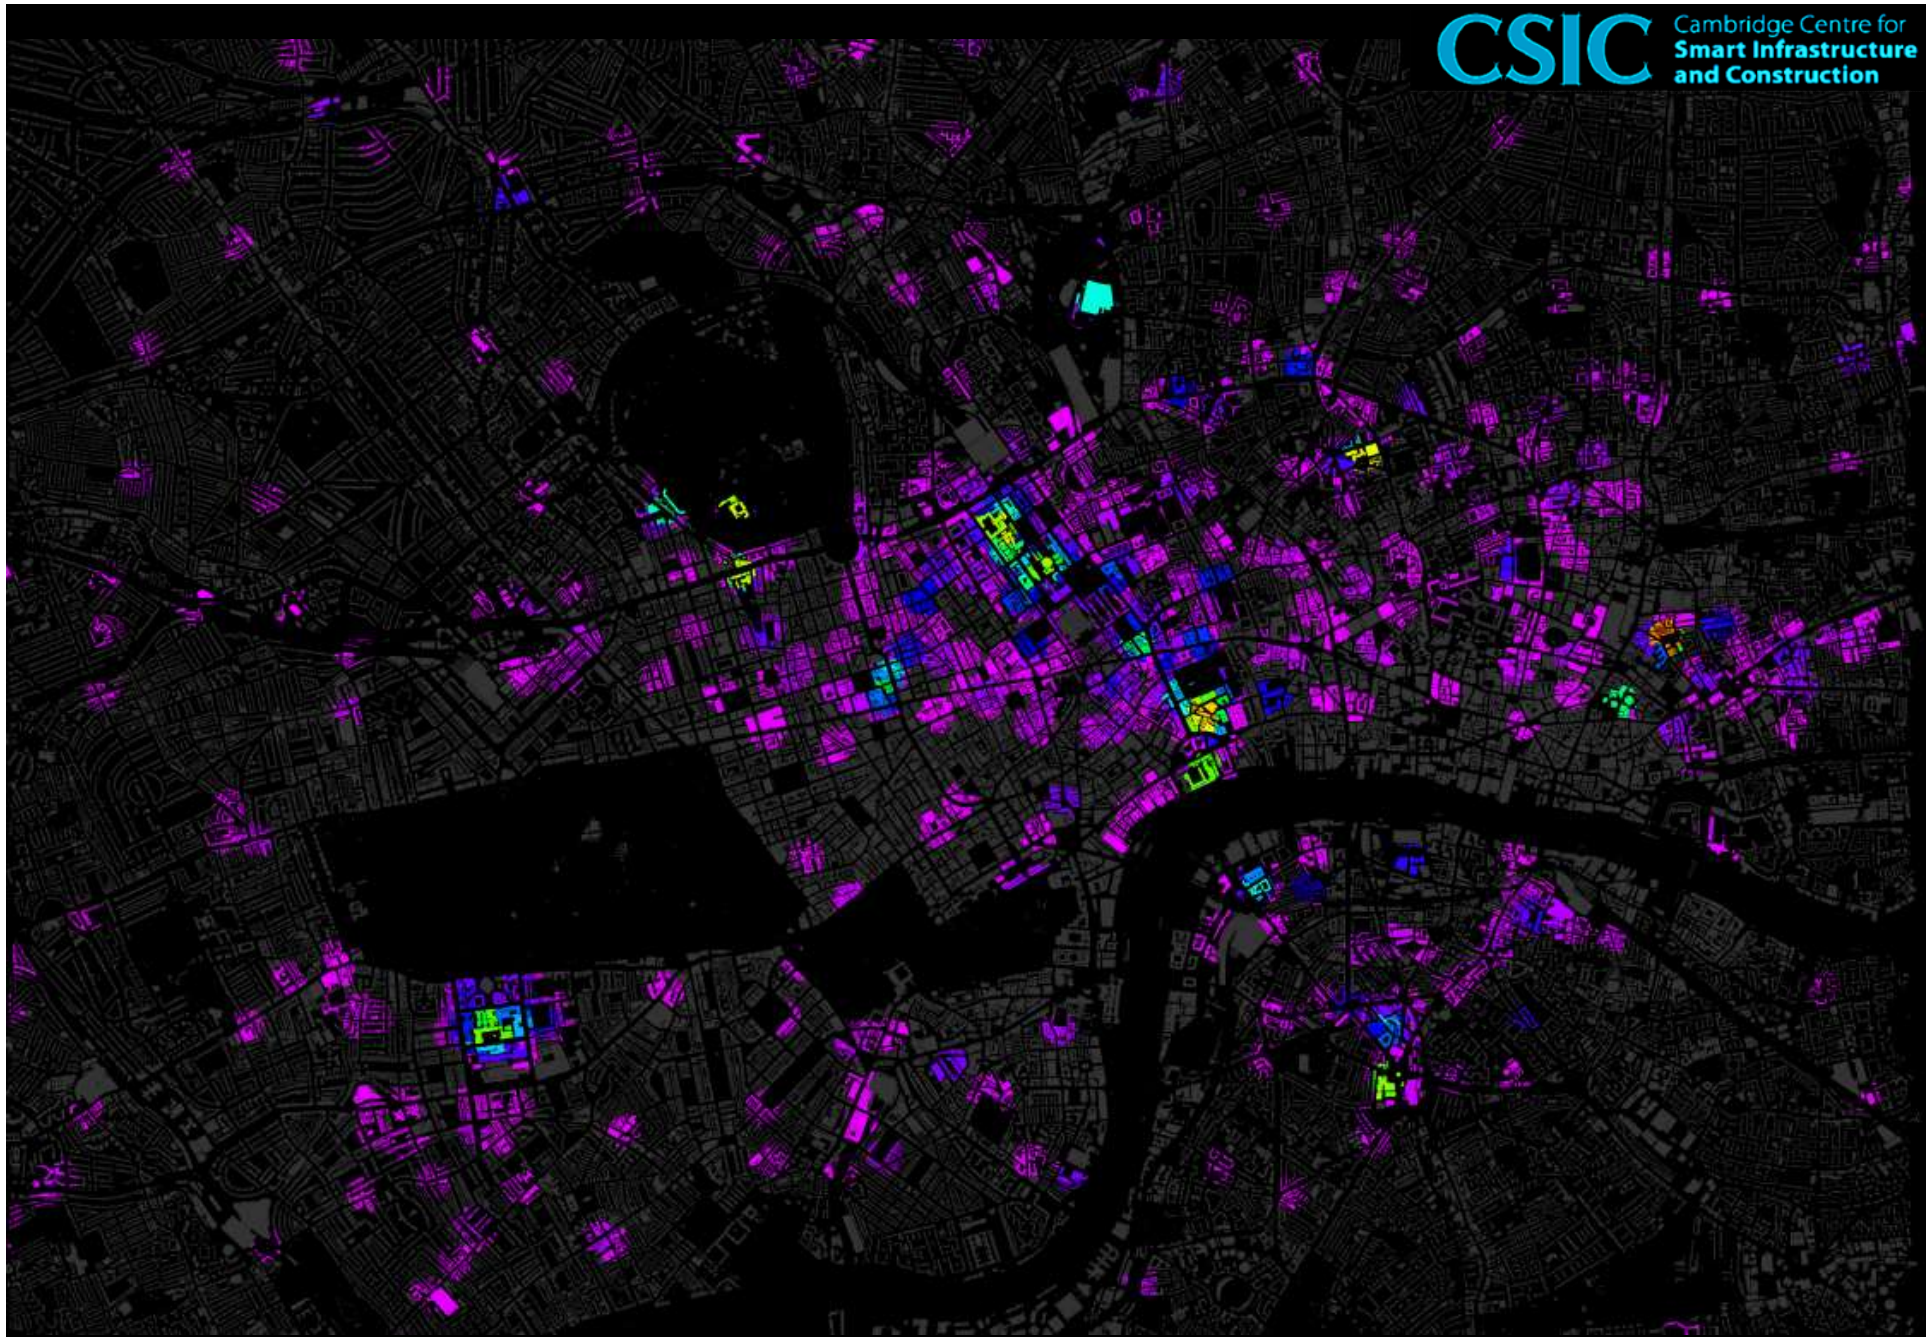 CSIC
Cambridge Centre for
Smart Infrastructure
and Construction